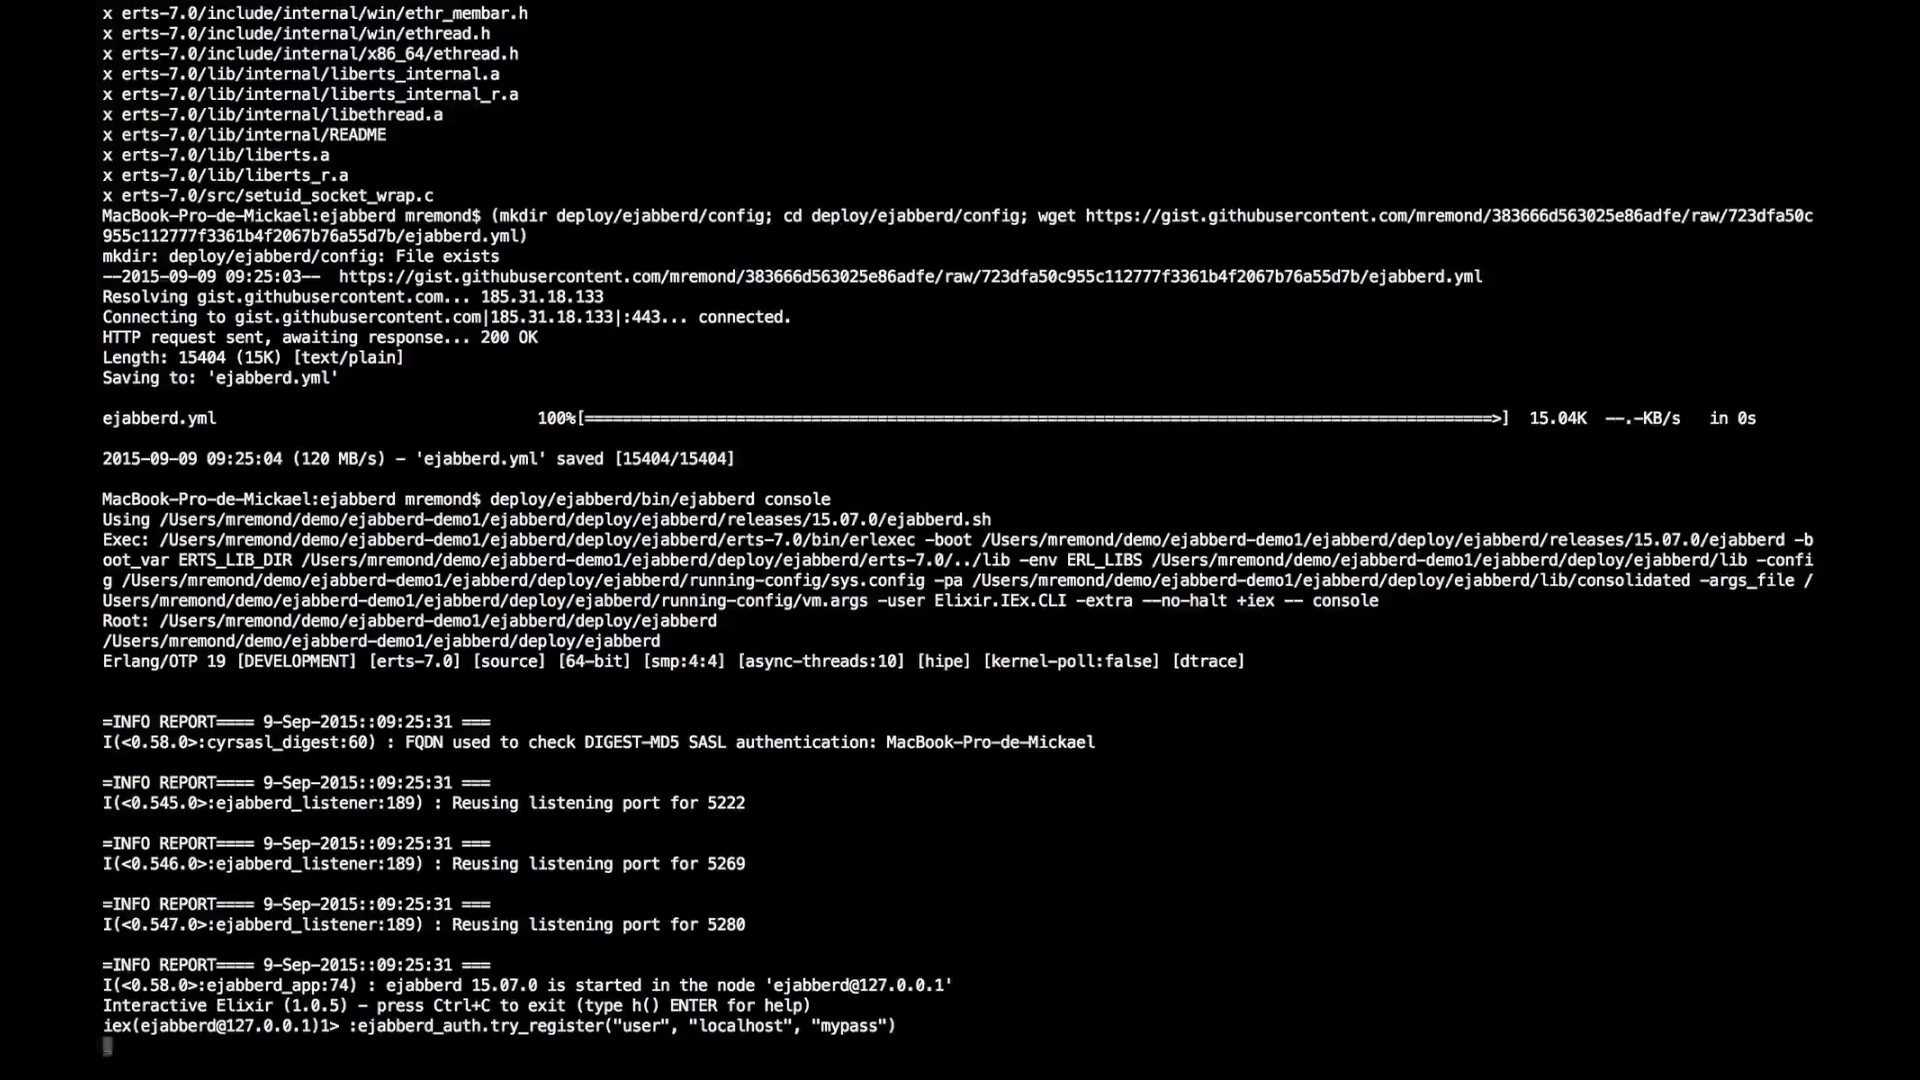 x erts-7.0/include/internal/win/ethr_membar.h
x erts-7.0/include/internal/win/ethread.h
x erts-7.0/include/internal/x86_64/ethread.h
x erts-7.0/lib/internal/liberts_internal.a
x erts-7.0/lib/internal/liberts_internal_r.a
x erts-7.0/lib/internal/libethread.a
x erts-7.0/lib/internal/README
x erts-7.0/lib/liberts.a
x erts-7.0/lib/liberts_r.a
x erts-7.0/src/setuid_socket_wrap.c
MacBook-Pro-de-Mickael:ejabberd mremond$ (mkdir deploy/ejabberd/config; cd deploy/ejabberd/config; wget https://gist.githubusercontent.com/mremond/383666d563025e86adfe/raw/723dfa50c
955c112777f3361b4f2067b76a55d7b/ejabberd.yml)
mkdir: deploy/ejabberd/config: File exists
--2015-09-09 09:25:03--  https://gist.githubusercontent.com/mremond/383666d563025e86adfe/raw/723dfa50c955c112777f3361b4f2067b76a55d7b/ejabberd.yml
Resolving gist.githubusercontent.com... 185.31.18.133
Connecting to gist.githubusercontent.com|185.31.18.133|:443... connected.
HTTP request sent, awaiting response... 200 OK
Length: 15404 (15K) [text/plain]
Saving to: 'ejabberd.yml'
ejabberd.yml 100%[================================================================================================>] 15.04K --.-KB/s in 0s
2015-09-09 09:25:04 (120 MB/s) - 'ejabberd.yml' saved [15404/15404]
MacBook-Pro-de-Mickael:ejabberd mremond$ deploy/ejabberd/bin/ejabberd console
Using /Users/mremond/demo/ejabberd-demo1/ejabberd/deploy/ejabberd/releases/15.07.0/ejabberd.sh
Exec: /Users/mremond/demo/ejabberd-demo1/ejabberd/deploy/ejabberd/erts-7.0/bin/erlexec -boot /Users/mremond/demo/ejabberd-demo1/ejabberd/deploy/ejabberd/releases/15.07.0/ejabberd -b
oot_var ERTS_LIB_DIR /Users/mremond/demo/ejabberd-demo1/ejabberd/deploy/ejabberd/erts-7.0/../lib -env ERL_LIBS /Users/mremond/demo/ejabberd-demo1/ejabberd/deploy/ejabberd/lib -confi
g /Users/mremond/demo/ejabberd-demo1/ejabberd/deploy/ejabberd/running-config/sys.config -pa /Users/mremond/demo/ejabberd-demo1/ejabberd/deploy/ejabberd/lib/consolidated -args_file /
Users/mremond/demo/ejabberd-demo1/ejabberd/deploy/ejabberd/running-config/vm.args -user Elixir.IEx.CLI -extra --no-halt +iex -- console
Root: /Users/mremond/demo/ejabberd-demo1/ejabberd/deploy/ejabberd
/Users/mremond/demo/ejabberd-demo1/ejabberd/deploy/ejabberd
Erlang/OTP 19 [DEVELOPMENT] [erts-7.0] [source] [64-bit] [smp:4:4] [async-threads:10] [hipe] [kernel-poll:false] [dtrace]
=INFO REPORT==== 9-Sep-2015::09:25:31 ===
I(<0.58.0>:cyrsasl_digest:60) : FQDN used to check DIGEST-MD5 SASL authentication: MacBook-Pro-de-Mickael
=INFO REPORT==== 9-Sep-2015::09:25:31 ===
I(<0.545.0>:ejabberd_listener:189) : Reusing listening port for 5222
=INFO REPORT==== 9-Sep-2015::09:25:31 ===
I(<0.546.0>:ejabberd_listener:189) : Reusing listening port for 5269
=INFO REPORT==== 9-Sep-2015::09:25:31 ===
I(<0.547.0>:ejabberd_listener:189) : Reusing listening port for 5280
=INFO REPORT==== 9-Sep-2015::09:25:31 ===
I(<0.58.0>:ejabberd_app:74) : ejabberd 15.07.0 is started in the node 'ejabberd@127.0.0.1'
Interactive Elixir (1.0.5) - press Ctrl+C to exit (type h() ENTER for help)
iex(ejabberd@127.0.0.1)1> :ejabberd_auth.try_register("user", "localhost", "mypass")